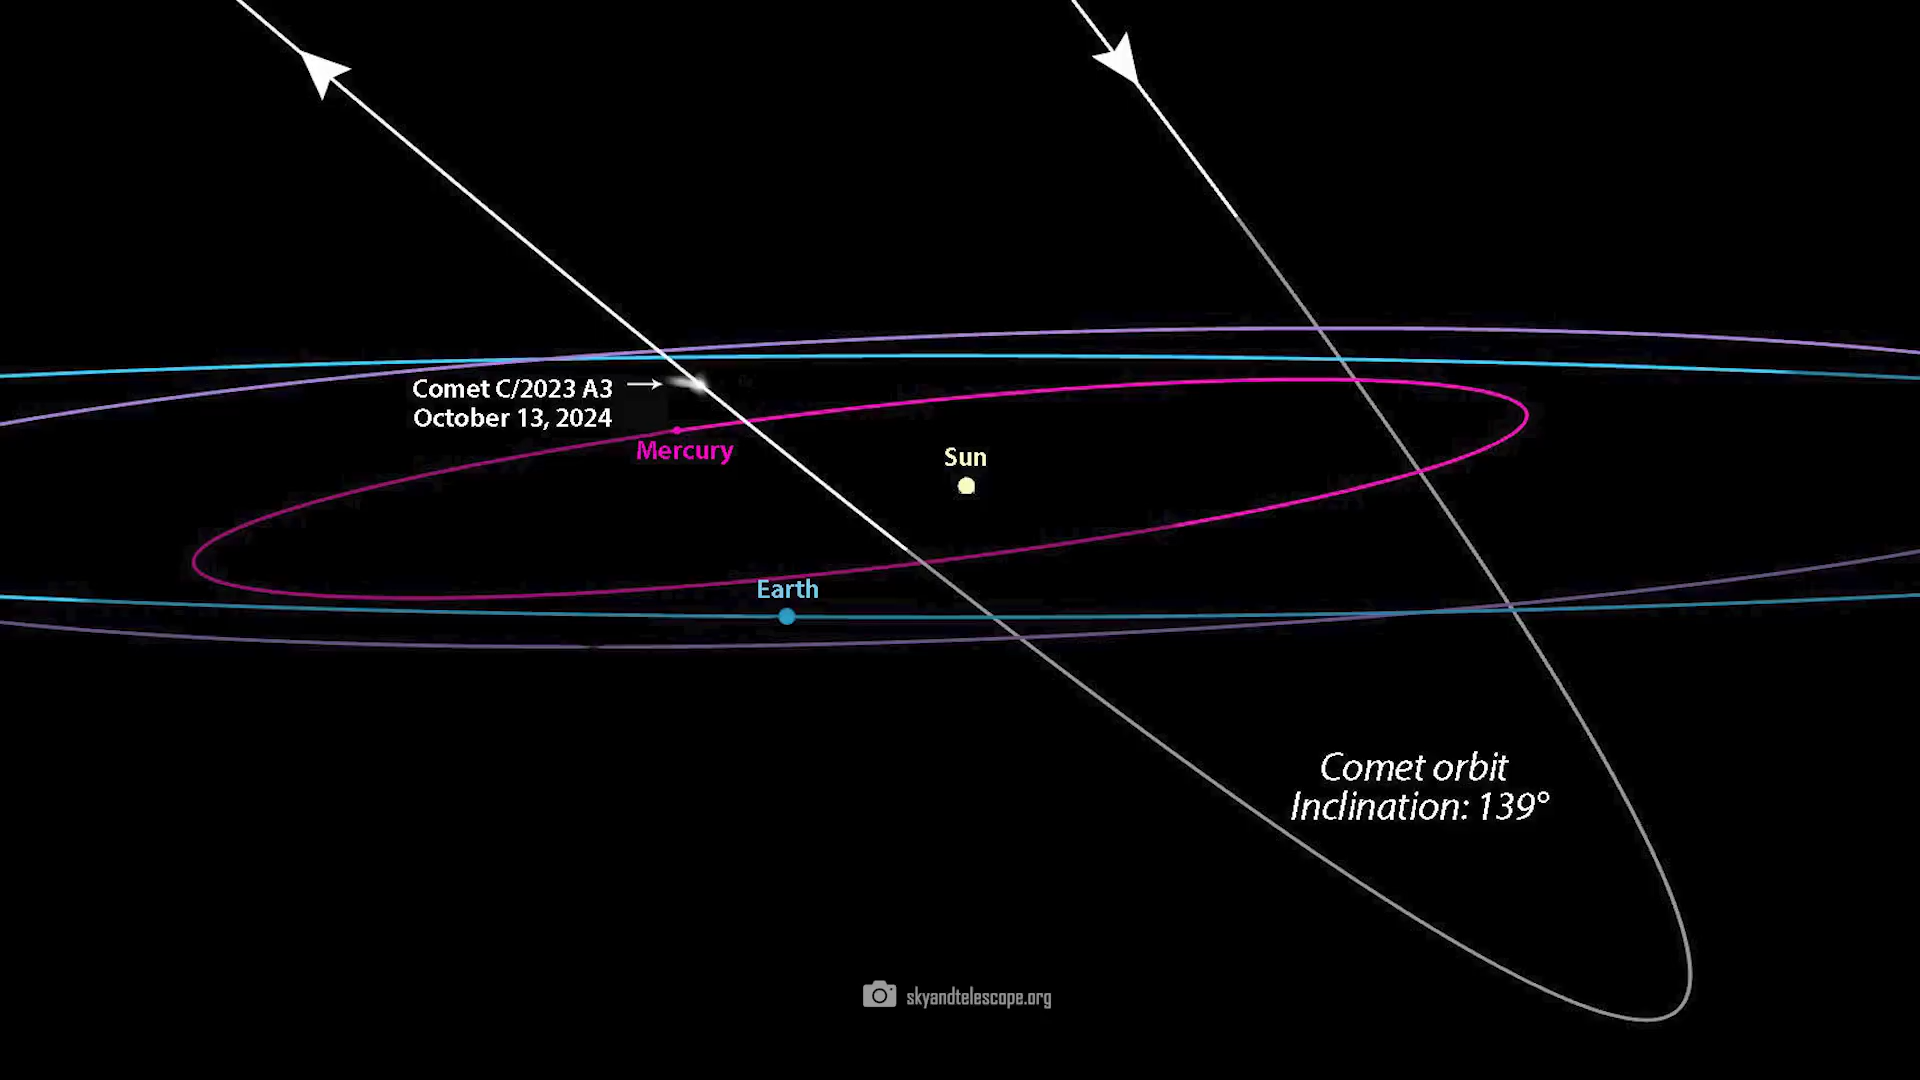 Comet C/2023 A3
October 13, 2024
Mercury
Sun
Earth
Comet orbit
Inclination: 139°
skyandtelescope.org